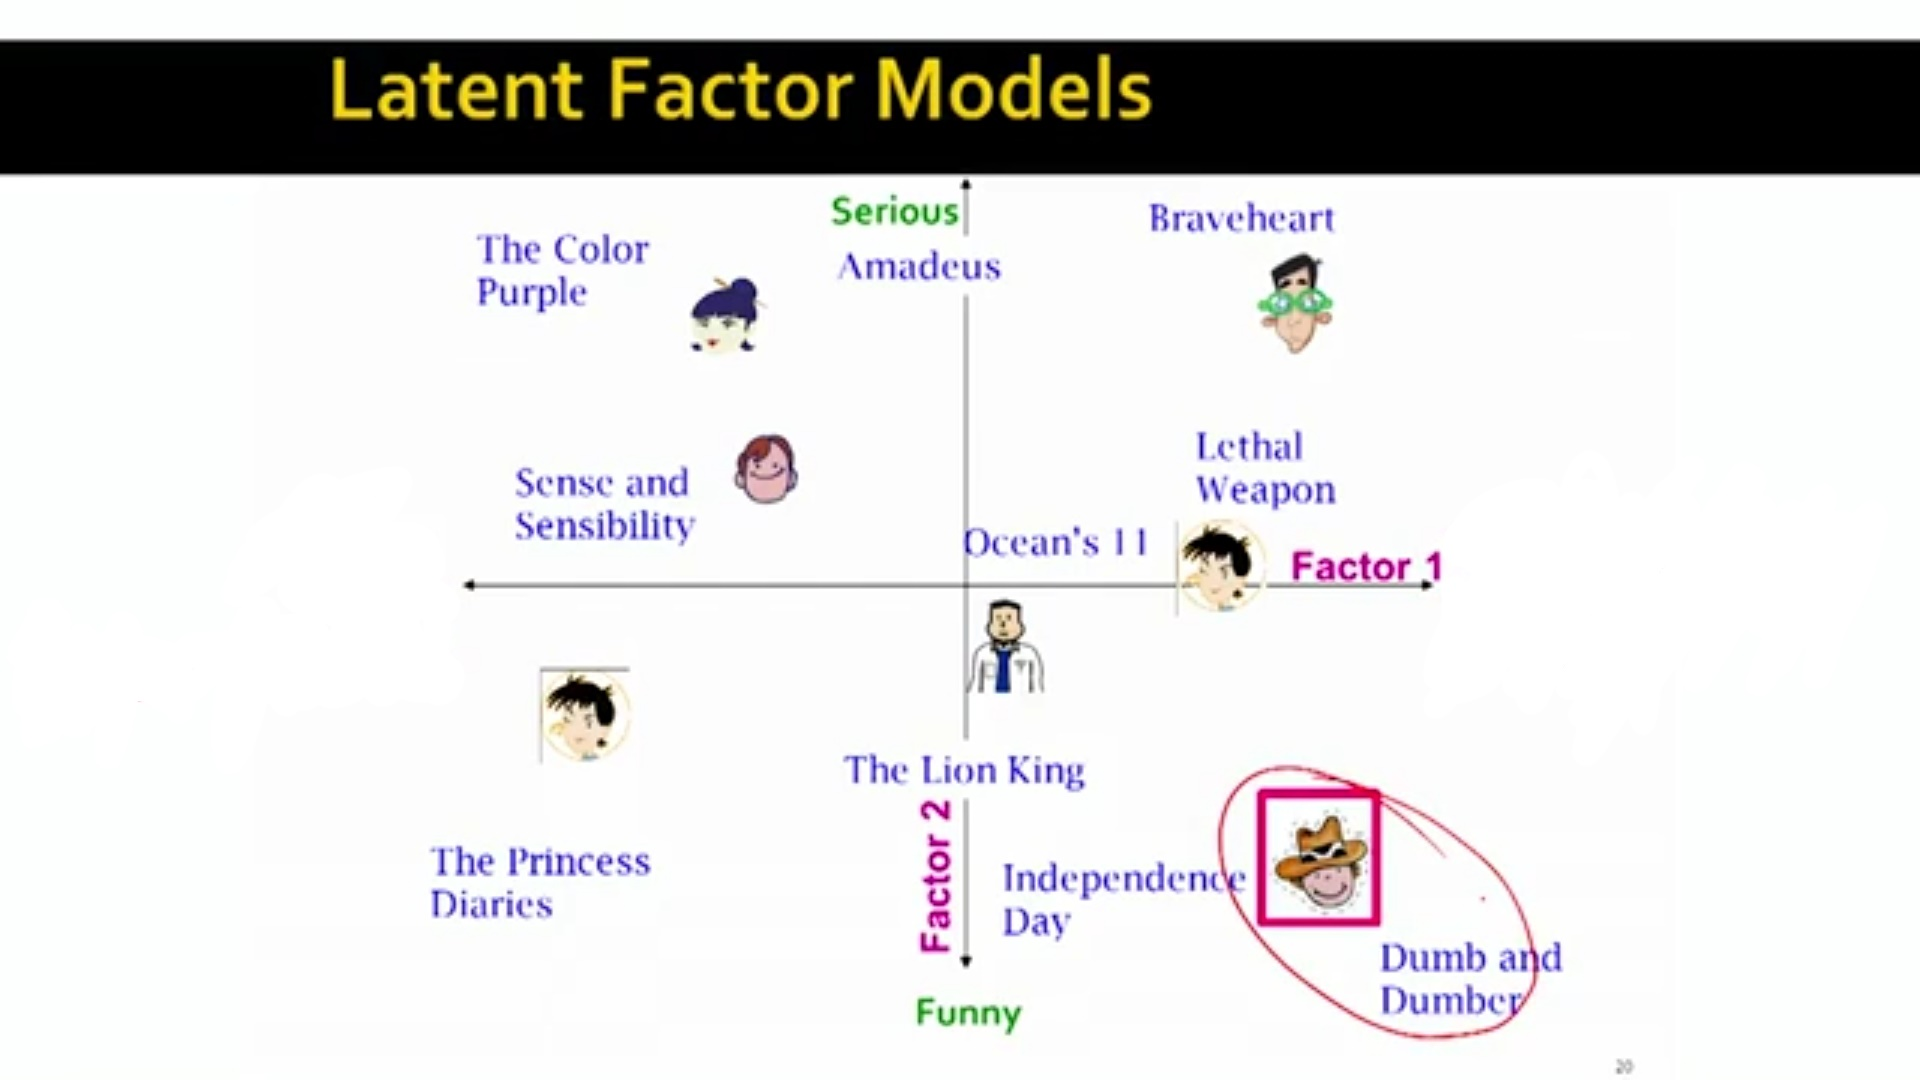 Latent Factor Models
Serious
Braveheart
The Color
Purple
Amadeus
Lethal
Weapon
Sense and
Sensibility
Ocean's 11
Factor 1
The Lion King
Factor 2
The Princess
Diaries
Independence
Day
Dumb and
Dumber
Funny
20